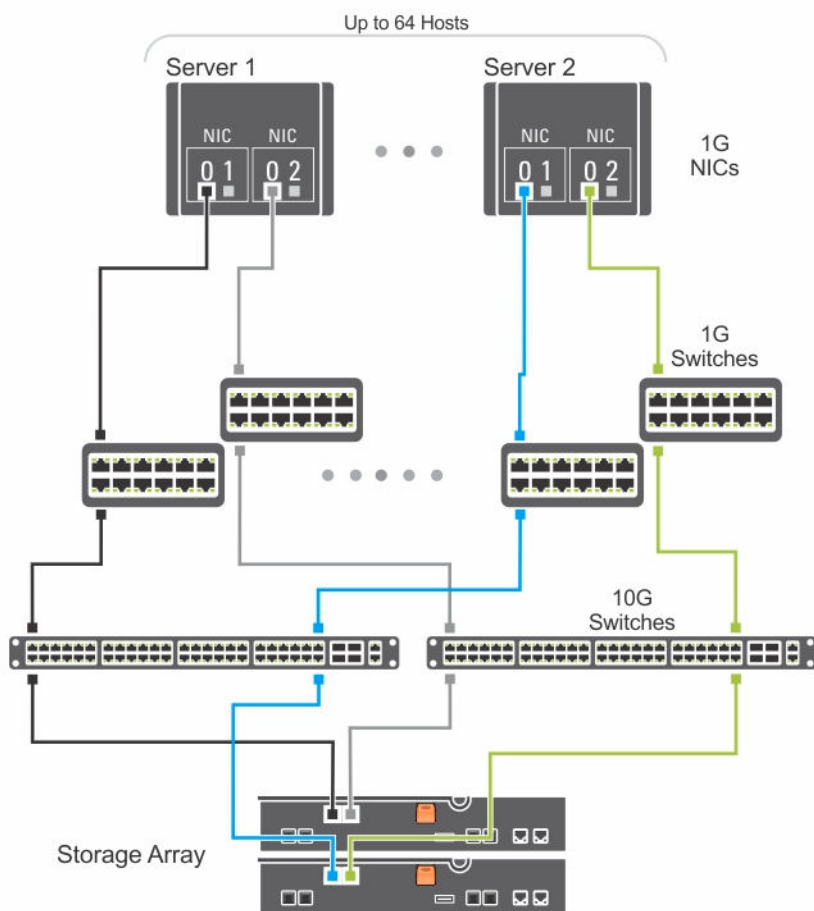 Up to 64 Hosts
Server 1
Server 2
NIC NIC
0 1 0 2
NIC NIC
0 1 0 2
1G
NICs
1G
Switches
10G
Switches
Storage Array